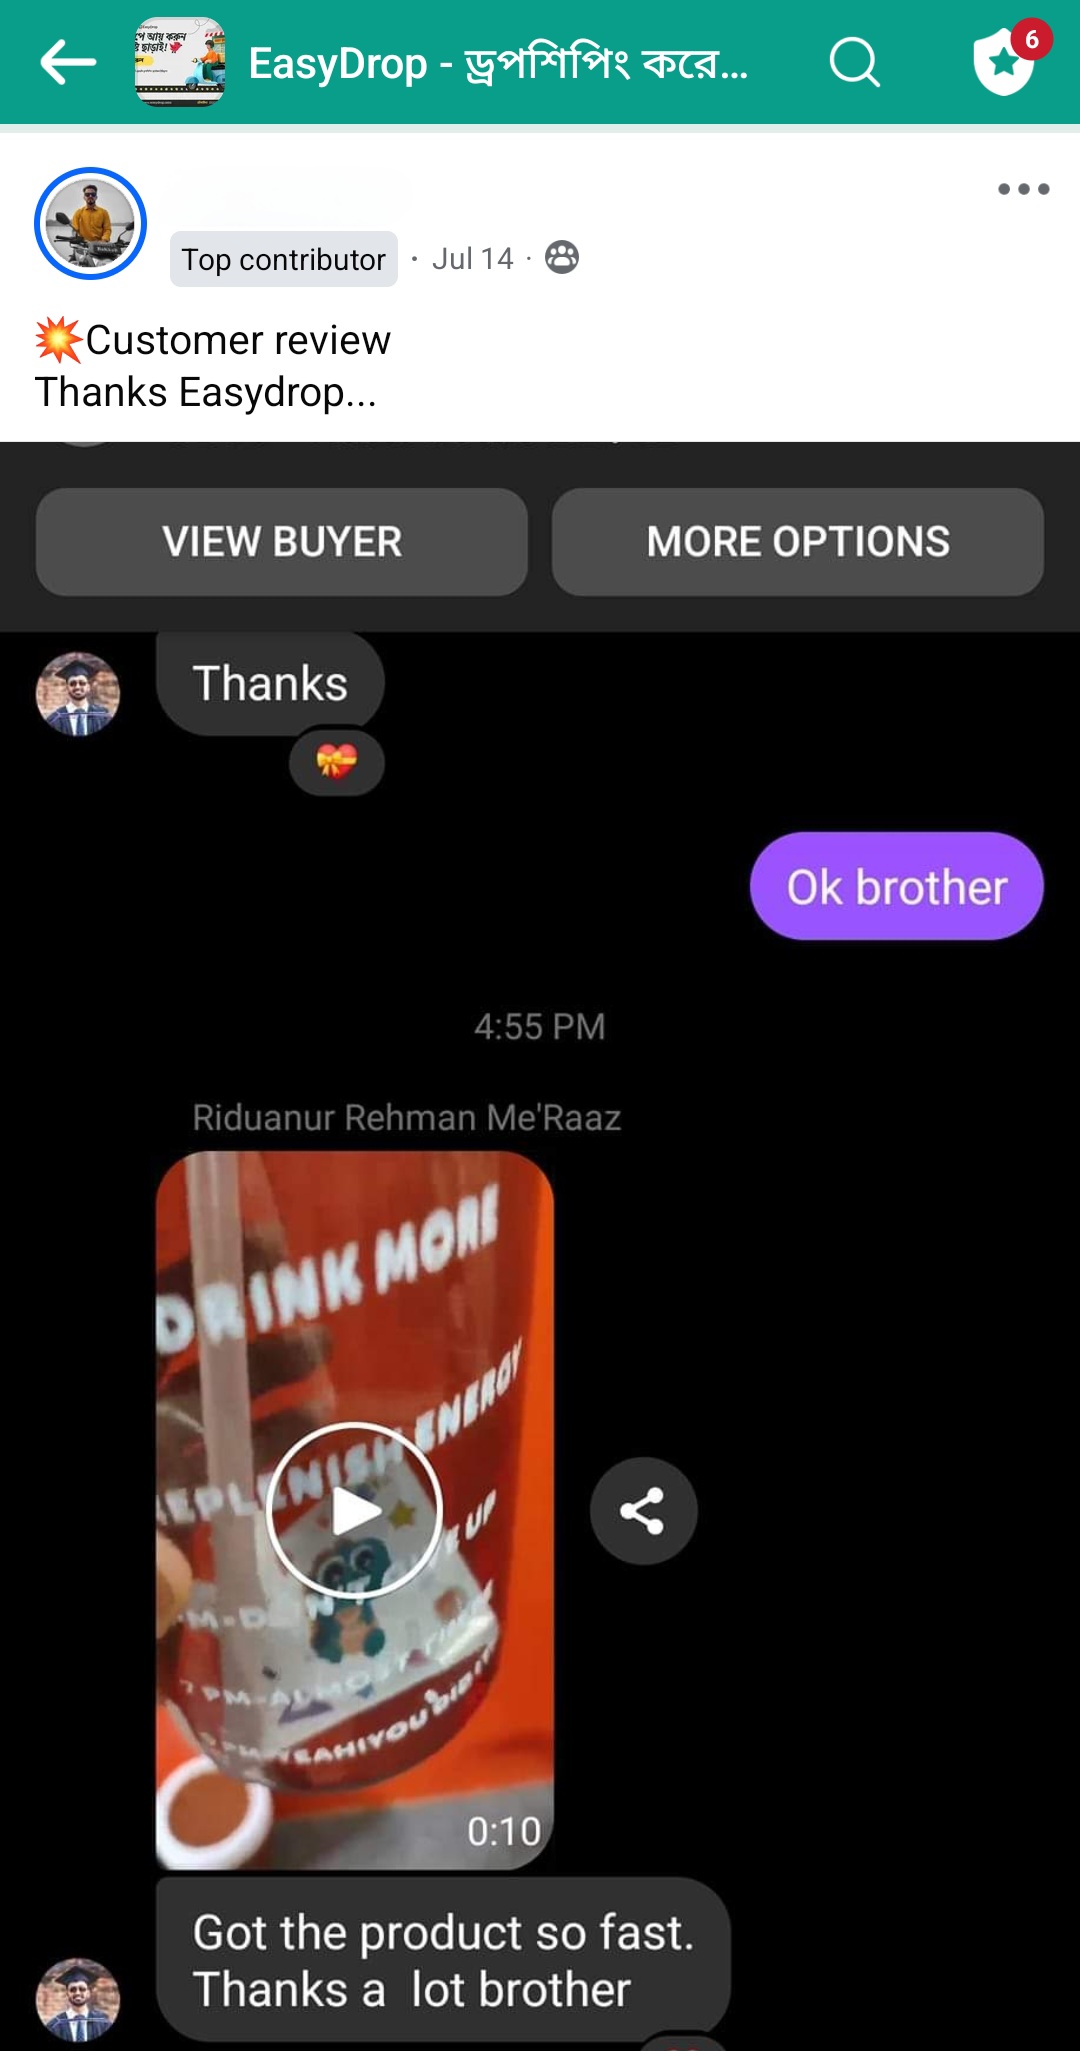 EasyDrop - ড্রপশিপিং করে...
6
Top contributor · Jul 14 ·
💥Customer review
Thanks Easydrop...
VIEW BUYER
MORE OPTIONS
Thanks
Ok brother
4:55 PM
Riduanur Rehman Me'Raaz
DRINK MORE
REPLENISH ENERGY
0:10
Got the product so fast.
Thanks a lot brother